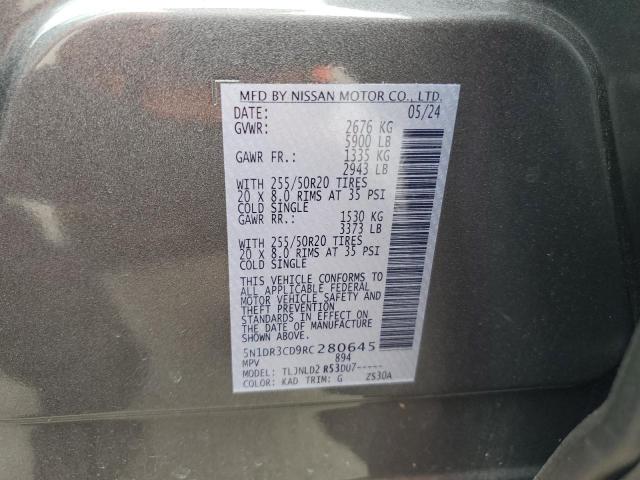 MFD BY NISSAN MOTOR CO., LTD.
DATE: 05/24
GVWR: 2676 KG
5900 LB
GAWR FR.: 1335 KG
2943 LB
WITH 255/50R20 TIRES
20 X 8.0 RIMS AT 35 PSI
COLD SINGLE
GAWR RR.: 1530 KG
3373 LB
WITH 255/50R20 TIRES
20 X 8.0 RIMS AT 35 PSI
COLD SINGLE
THIS VEHICLE CONFORMS TO
ALL APPLICABLE FEDERAL
MOTOR VEHICLE SAFETY AND
THEFT PREVENTION
STANDARDS IN EFFECT ON
THE DATE OF MANUFACTURE
SHOWN ABOVE.
5N1DR3CD9RC280645
MPV 894
MODEL: TLJNLD2 R53DU7-----
COLOR: KAD TRIM: G ZS30A